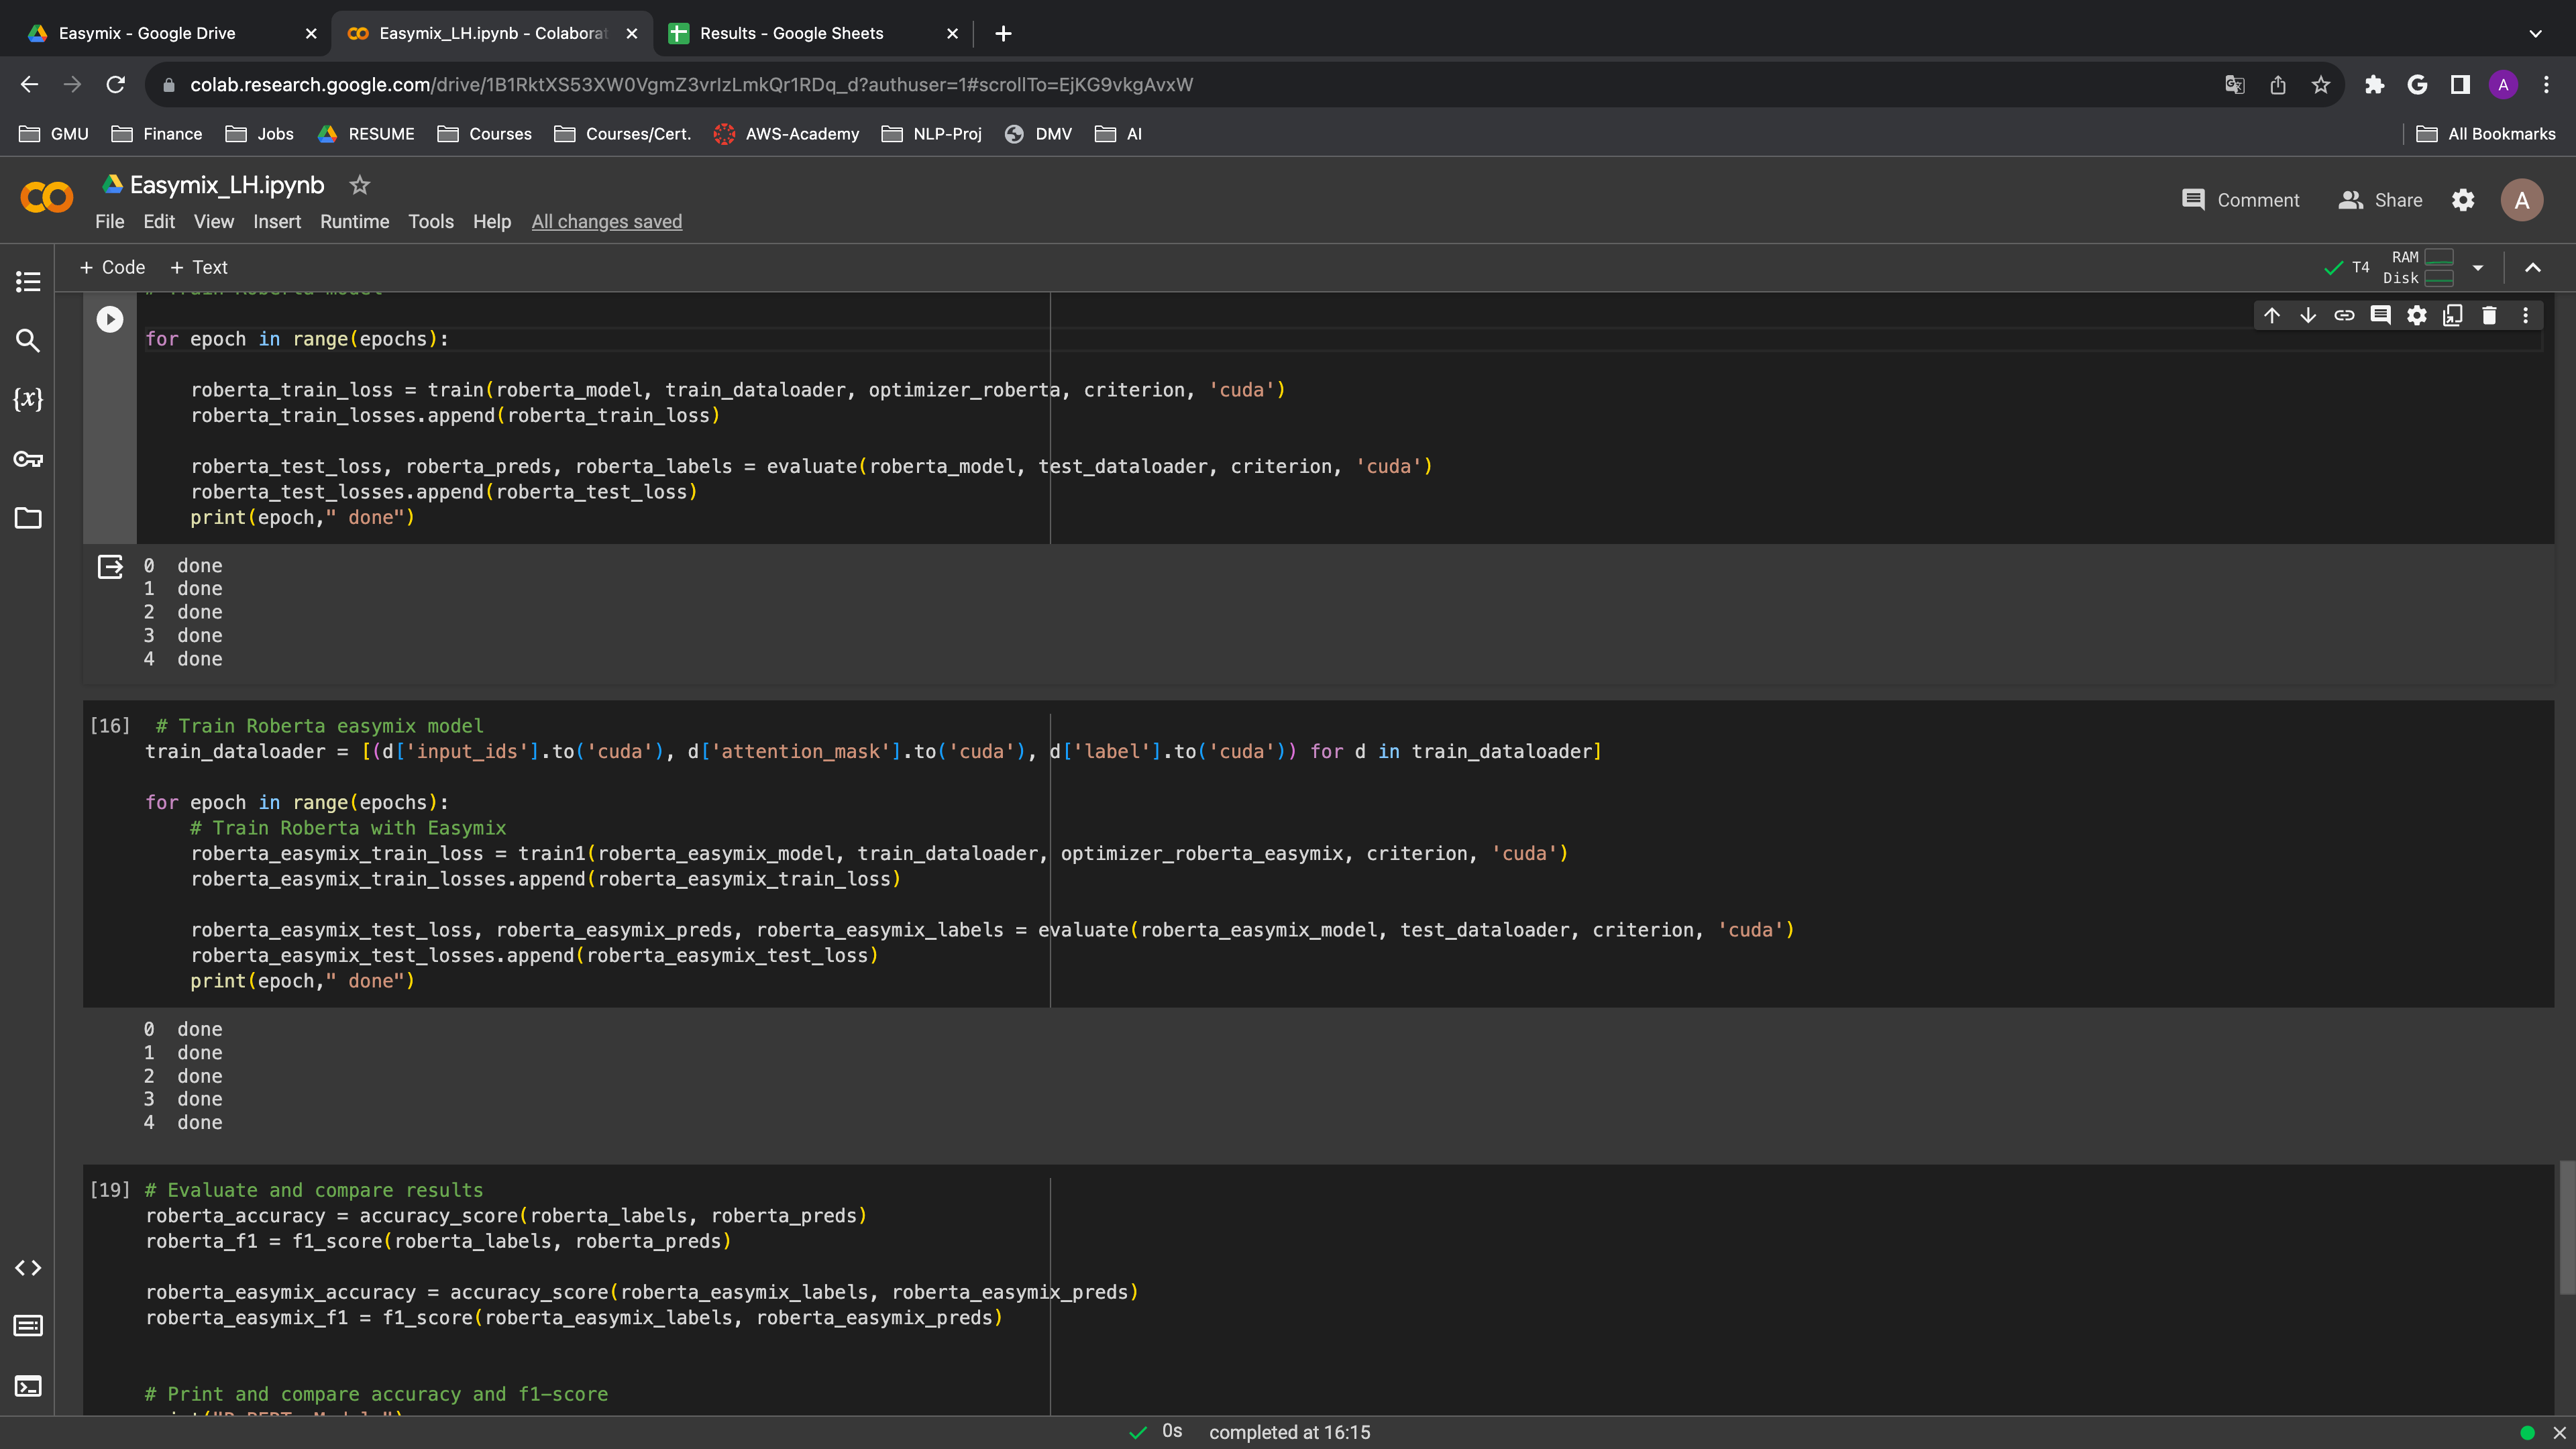 Easymix - Google Drive
Easymix_LH.ipynb - Colaborat
Results - Google Sheets
colab.research.google.com/drive/1B1RktXS53XW0VgmZ3vrIzLmkQr1RDq_d?authuser=1#scrollTo=EjKG9vkgAvxW
A
GMU
Finance
Jobs
RESUME
Courses
Courses/Cert.
AWS-Academy
NLP-Proj
DMV
AI
All Bookmarks
Easymix_LH.ipynb
Comment
Share
A
File Edit View Insert Runtime Tools Help All changes saved
+ Code + Text
T4
RAM
Disk
# Train Roberta model
for epoch in range(epochs):
roberta_train_loss = train(roberta_model, train_dataloader, optimizer_roberta, criterion, 'cuda')
roberta_train_losses.append(roberta_train_loss)
roberta_test_loss, roberta_preds, roberta_labels = evaluate(roberta_model, test_dataloader, criterion, 'cuda')
roberta_test_losses.append(roberta_test_loss)
print(epoch," done")
0 done
1 done
2 done
3 done
4 done
[16] # Train Roberta easymix model
train_dataloader = [(d['input_ids'].to('cuda'), d['attention_mask'].to('cuda'), d['label'].to('cuda')) for d in train_dataloader]
for epoch in range(epochs):
# Train Roberta with Easymix
roberta_easymix_train_loss = train1(roberta_easymix_model, train_dataloader, optimizer_roberta_easymix, criterion, 'cuda')
roberta_easymix_train_losses.append(roberta_easymix_train_loss)
roberta_easymix_test_loss, roberta_easymix_preds, roberta_easymix_labels = evaluate(roberta_easymix_model, test_dataloader, criterion, 'cuda')
roberta_easymix_test_losses.append(roberta_easymix_test_loss)
print(epoch," done")
0 done
1 done
2 done
3 done
4 done
[19] # Evaluate and compare results
roberta_accuracy = accuracy_score(roberta_labels, roberta_preds)
roberta_f1 = f1_score(roberta_labels, roberta_preds)
roberta_easymix_accuracy = accuracy_score(roberta_easymix_labels, roberta_easymix_preds)
roberta_easymix_f1 = f1_score(roberta_easymix_labels, roberta_easymix_preds)
# Print and compare accuracy and f1-score
0s completed at 16:15